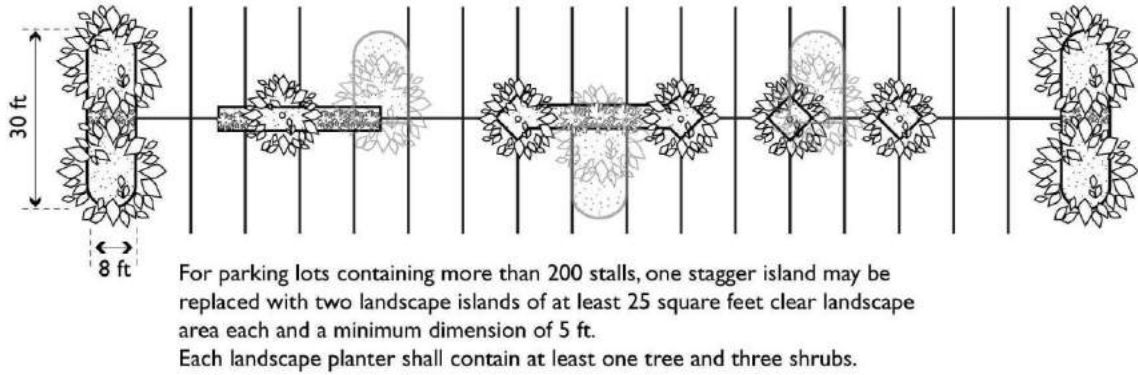 30 ft
8 ft
For parking lots containing more than 200 stalls, one stagger island may be
replaced with two landscape islands of at least 25 square feet clear landscape
area each and a minimum dimension of 5 ft.
Each landscape planter shall contain at least one tree and three shrubs.